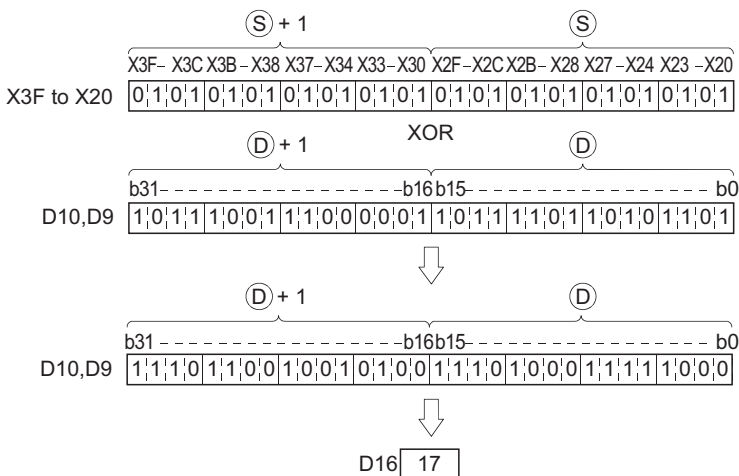 S + 1 S
X3F– X3C X3B – X38 X37 – X34 X33 – X30 X2F – X2C X2B – X28 X27 – X24 X23 – X20
X3F to X20 0 1 0 1 0 1 0 1 0 1 0 1 0 1 0 1 0 1 0 1 0 1 0 1 0 1 0 1 0 1 0 1
XOR
D + 1 D
b31 b16 b15 b0
D10,D9 1 0 1 1 1 0 0 1 1 1 0 0 0 0 0 1 1 0 1 1 1 1 0 1 1 0 1 0 1 1 0 1
D + 1 D
b31 b16 b15 b0
D10,D9 1 1 1 0 1 1 0 0 1 0 0 1 0 1 0 0 1 1 1 0 1 0 0 0 1 1 1 1 1 0 0 0
D16 17